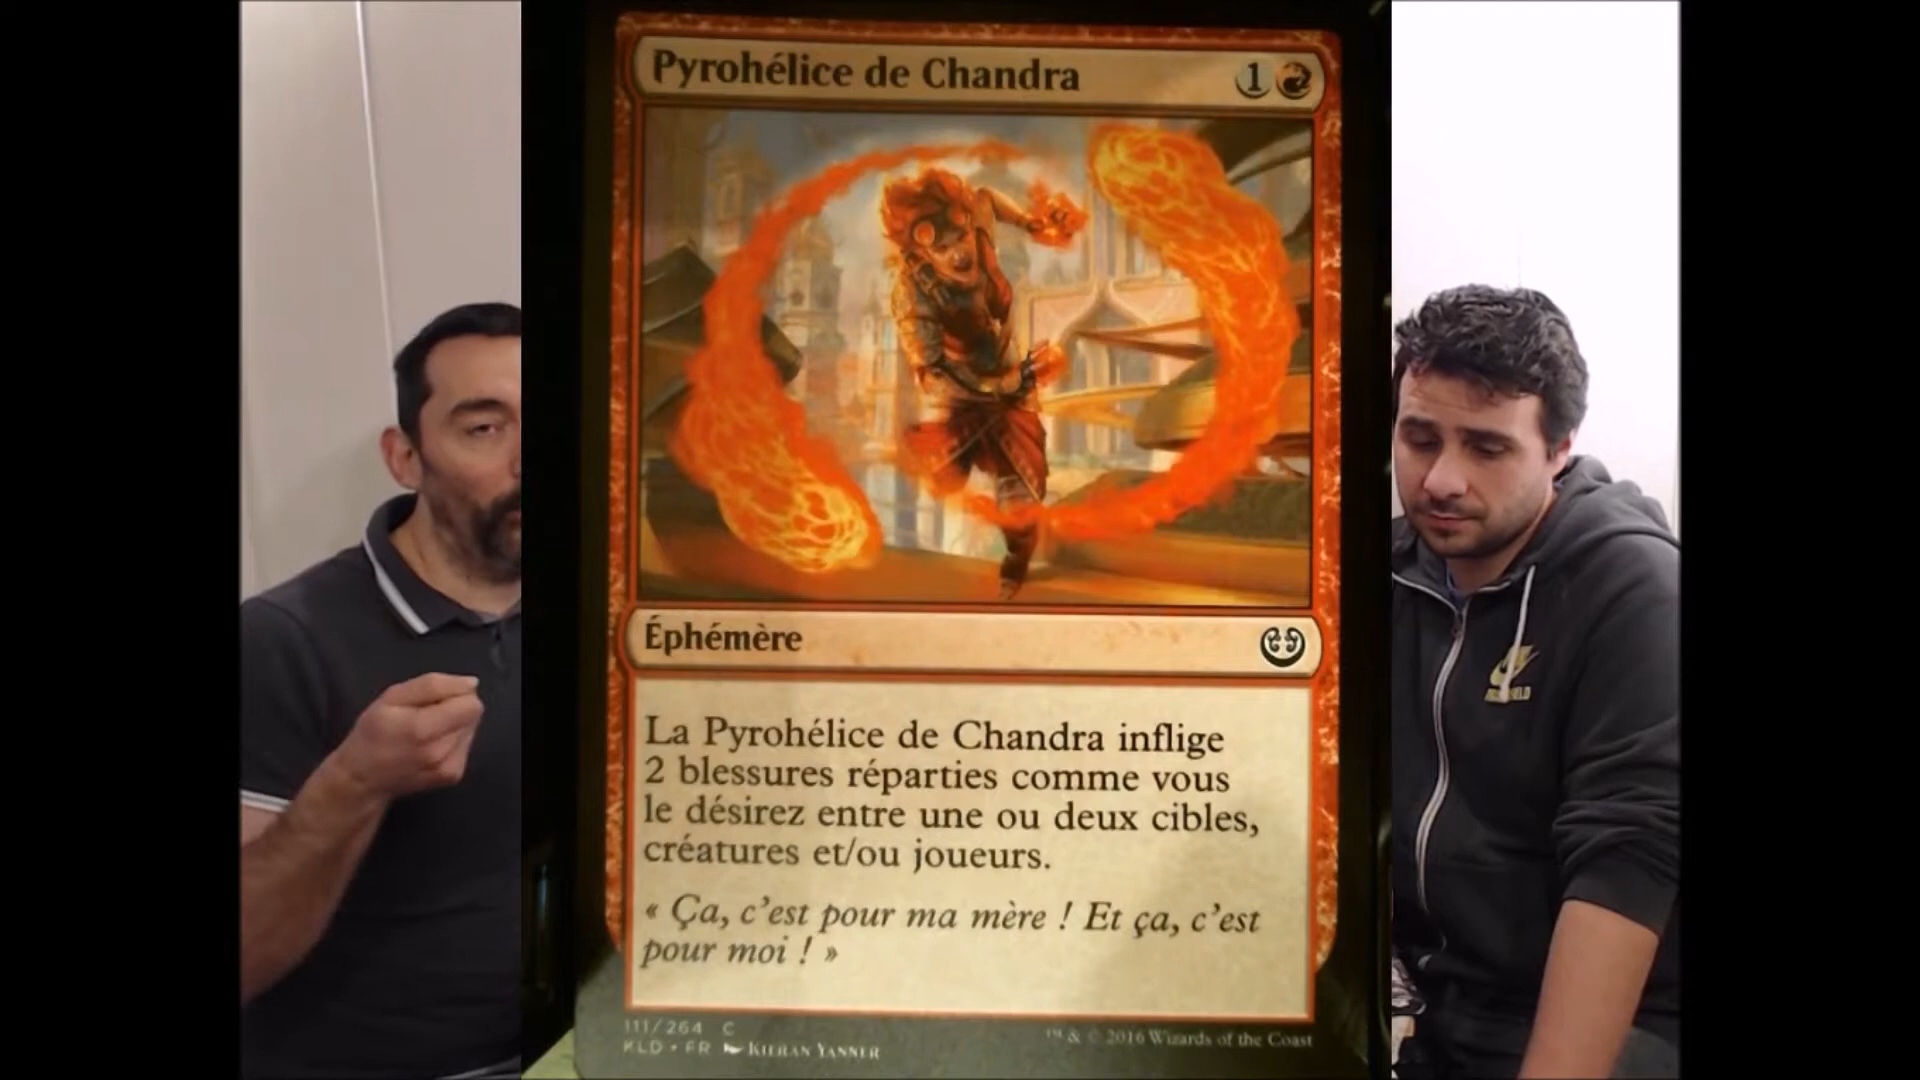 Pyrohélice de Chandra 1
Éphémère
La Pyrohélice de Chandra inflige
2 blessures réparties comme vous
le désirez entre une ou deux cibles,
créatures et/ou joueurs.
« Ça, c'est pour ma mère ! Et ça, c'est
pour moi ! »
111/264 C
KLD • FR Kieran Yanner
™ & © 2016 Wizards of the Coast